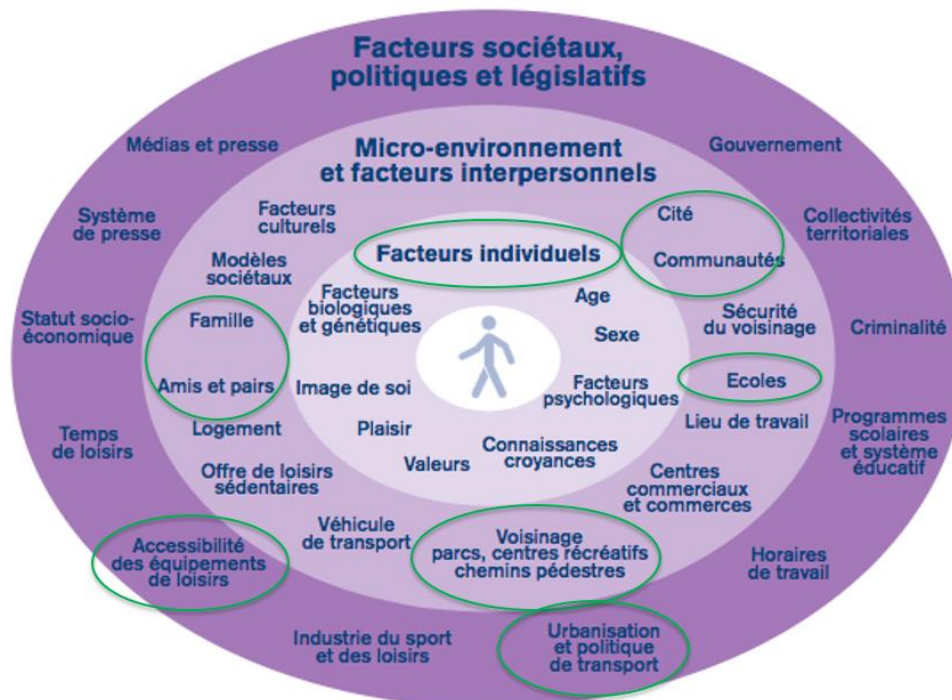 Facteurs sociétaux,
politiques et législatifs
Médias et presse
Gouvernement
Système
de presse
Collectivités
territoriales
Statut socio-
économique
Criminalité
Temps
de loisirs
Programmes
scolaires
et système
éducatif
Accessibilité
des équipements
de loisirs
Horaires
de travail
Industrie du sport
et des loisirs
Urbanisation
et politique
de transport
Micro-environnement
et facteurs interpersonnels
Facteurs
culturels
Cité
Communautés
Modèles
sociétaux
Famille
Sécurité
du voisinage
Amis et pairs
Ecoles
Logement
Lieu de travail
Offre de loisirs
sédentaires
Centres
commerciaux
et commerces
Véhicule
de transport
Voisinage
parcs, centres récréatifs
chemins pédestres
Facteurs individuels
Facteurs
biologiques
et génétiques
Age
Sexe
Image de soi
Facteurs
psychologiques
Plaisir
Valeurs
Connaissances
croyances